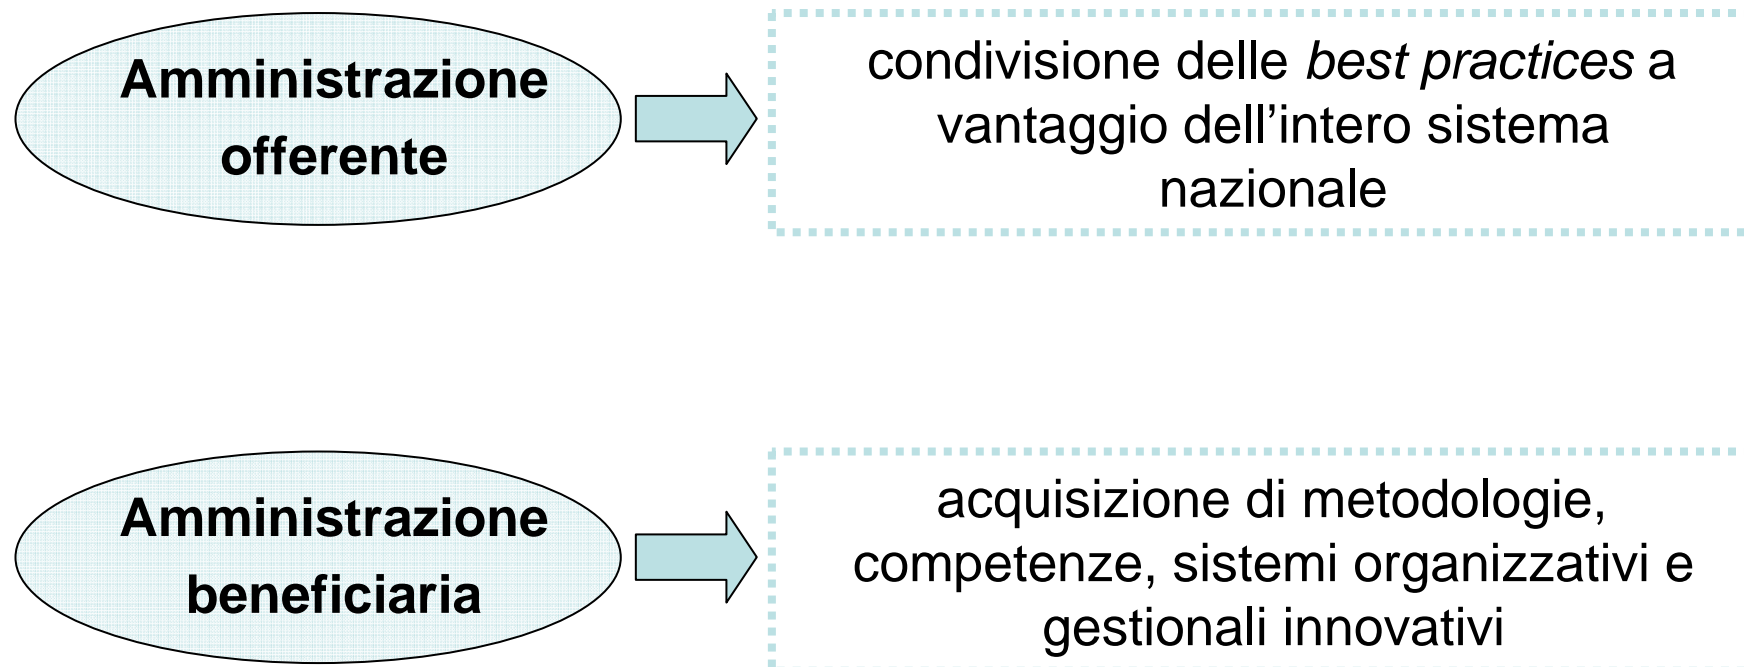 Amministrazione
offerente
condivisione delle best practices a
vantaggio dell’intero sistema
nazionale
Amministrazione
beneficiaria
acquisizione di metodologie,
competenze, sistemi organizzativi e
gestionali innovativi